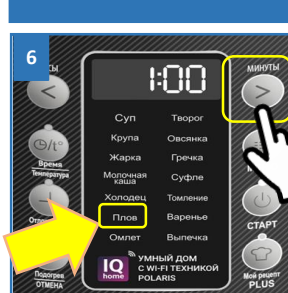 6
МИНУТЫ
1:00
Суп Творог
Крупа Овсянка
Жарка Гречка
Молочная каша Суфле
Холодец Томление
Плов Варенье
Омлет Выпечка
Время
Температура
СТАРТ
Подогрев
ОТМЕНА
IQ home
УМНЫЙ ДОМ
С WI-FI ТЕХНИКОЙ
POLARIS
Мой рецепт
PLUS